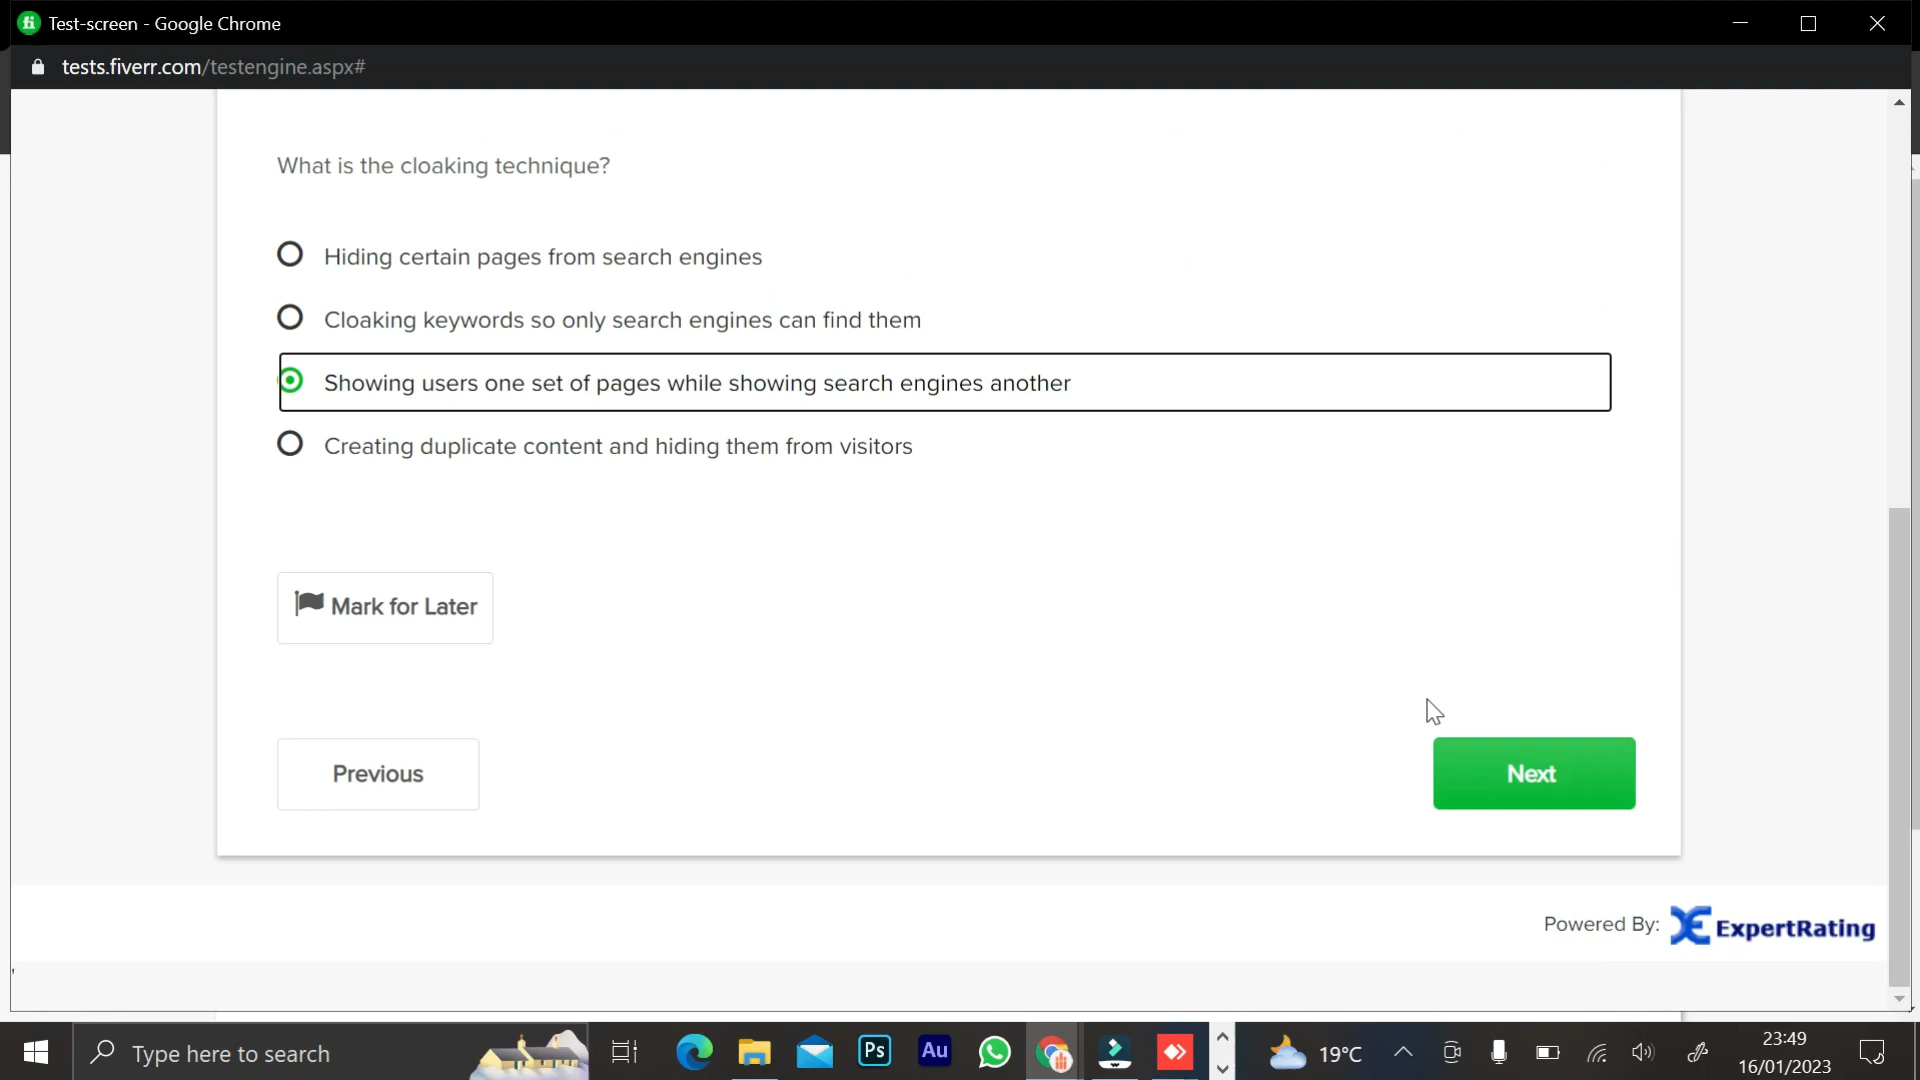 Test-screen - Google Chrome
tests.fiverr.com/testengine.aspx#
What is the cloaking technique?
Hiding certain pages from search engines
Cloaking keywords so only search engines can find them
Showing users one set of pages while showing search engines another
Creating duplicate content and hiding them from visitors
Mark for Later
Previous
Next
Powered By: ExpertRating
Type here to search
Ps
Au
19°C
23:49
16/01/2023